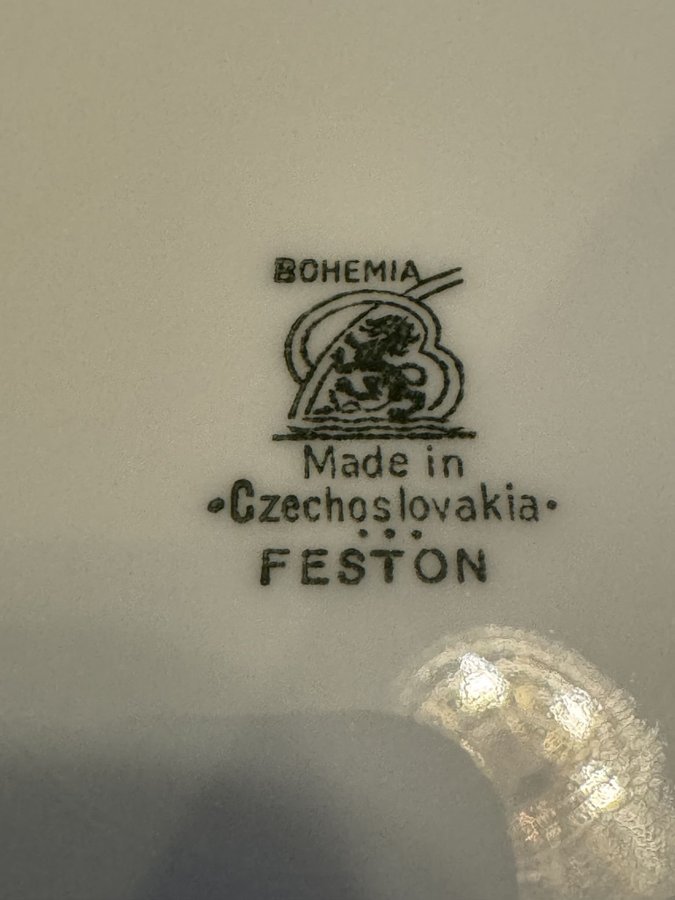 BOHEMIA
Made in
•Czechoslovakia•
• • •
FESTON